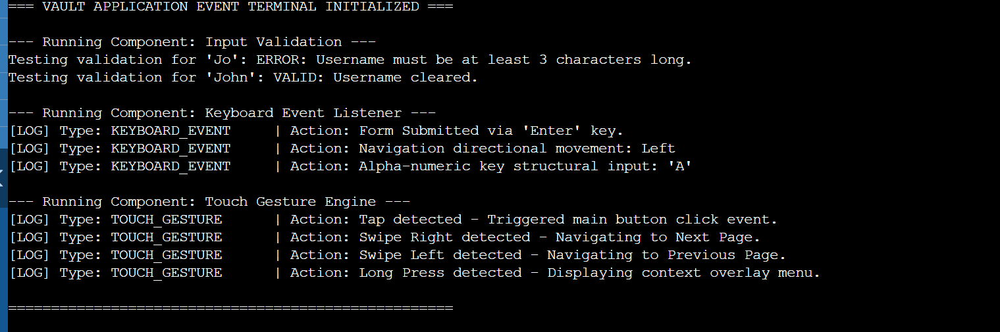 === VAULT APPLICATION EVENT TERMINAL INITIALIZED ===
--- Running Component: Input Validation ---
Testing validation for 'Jo': ERROR: Username must be at least 3 characters long.
Testing validation for 'John': VALID: Username cleared.
--- Running Component: Keyboard Event Listener ---
[LOG] Type: KEYBOARD_EVENT     | Action: Form Submitted via 'Enter' key.
[LOG] Type: KEYBOARD_EVENT     | Action: Navigation directional movement: Left
[LOG] Type: KEYBOARD_EVENT     | Action: Alpha-numeric key structural input: 'A'
--- Running Component: Touch Gesture Engine ---
[LOG] Type: TOUCH_GESTURE      | Action: Tap detected - Triggered main button click event.
[LOG] Type: TOUCH_GESTURE      | Action: Swipe Right detected - Navigating to Next Page.
[LOG] Type: TOUCH_GESTURE      | Action: Swipe Left detected - Navigating to Previous Page.
[LOG] Type: TOUCH_GESTURE      | Action: Long Press detected - Displaying context overlay menu.
====================================================